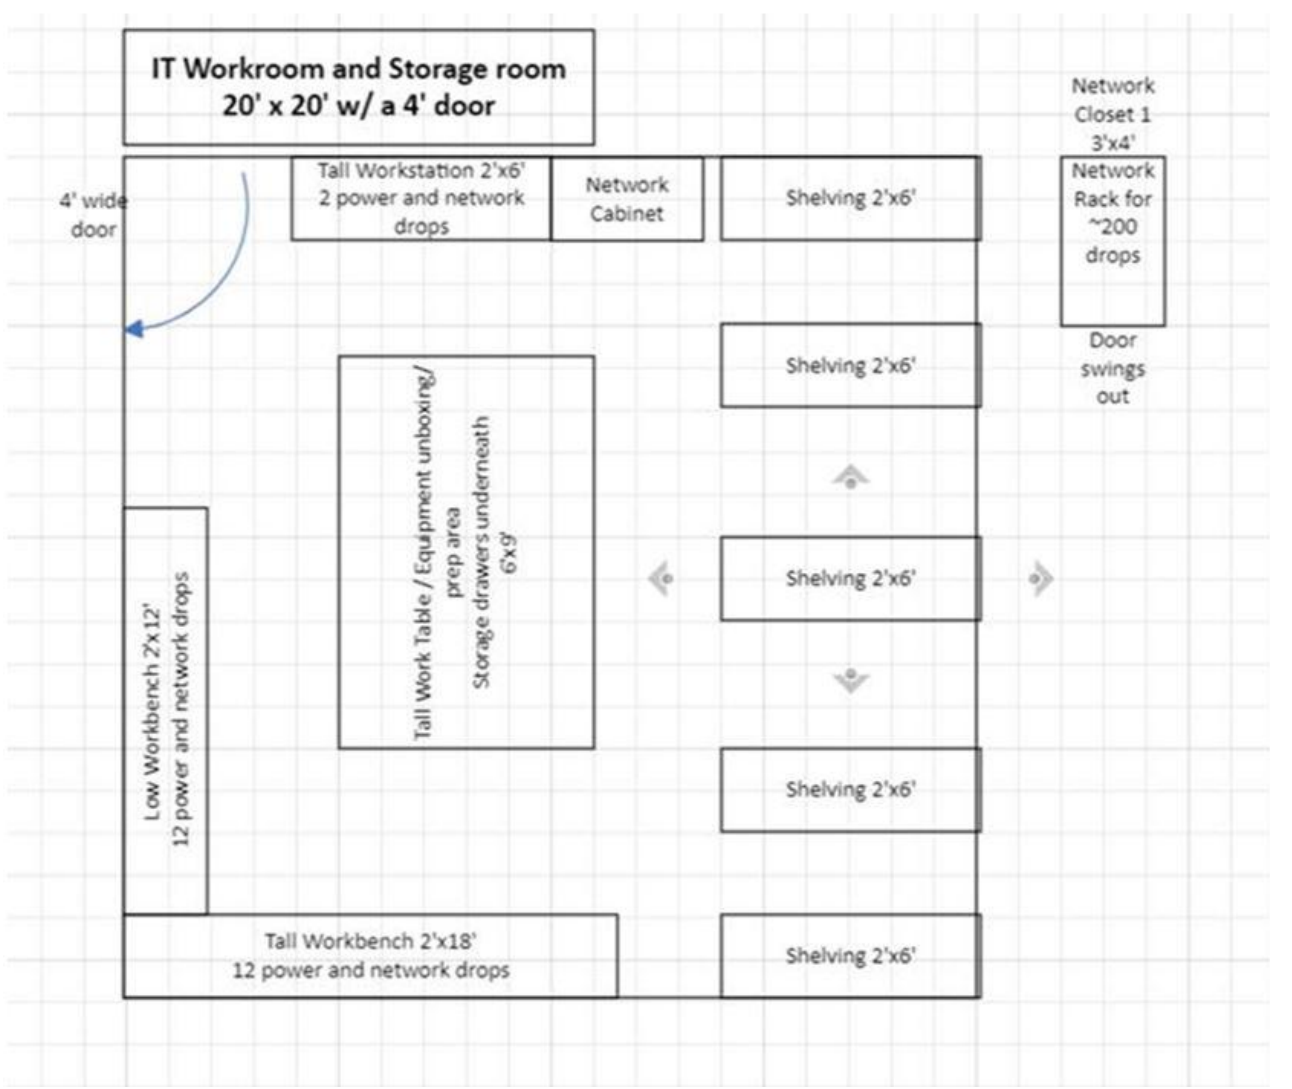 IT Workroom and Storage room
20' x 20' w/ a 4' door
Network
Closet 1
3'x4'
4' wide
door
Tall Workstation 2'x6'
2 power and network
drops
Network
Cabinet
Shelving 2'x6'
Network
Rack for
~200
drops
Door
swings
out
Shelving 2'x6'
Tall Work Table / Equipment unboxing/
prep area
Storage drawers underneath
6'x9'
Shelving 2'x6'
Low Workbench 2'x12'
12 power and network drops
Shelving 2'x6'
Tall Workbench 2'x18'
12 power and network drops
Shelving 2'x6'